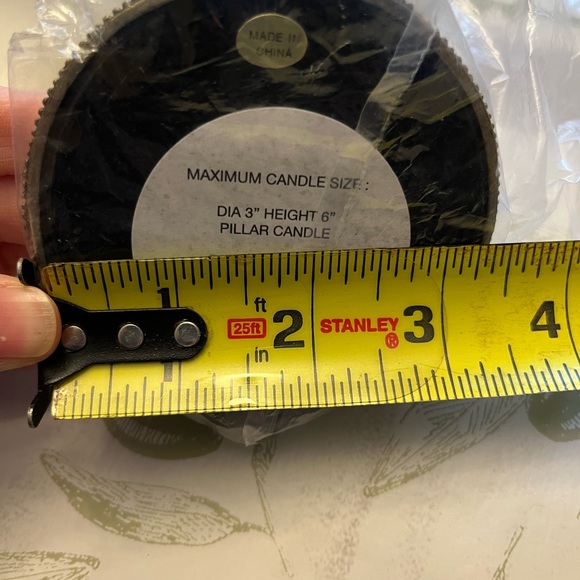 MADE IN
CHINA
MAXIMUM CANDLE SIZE :
DIA 3" HEIGHT 6"
PILLAR CANDLE
1 ft 2 STANLEY® 3 4
25ft
in
1